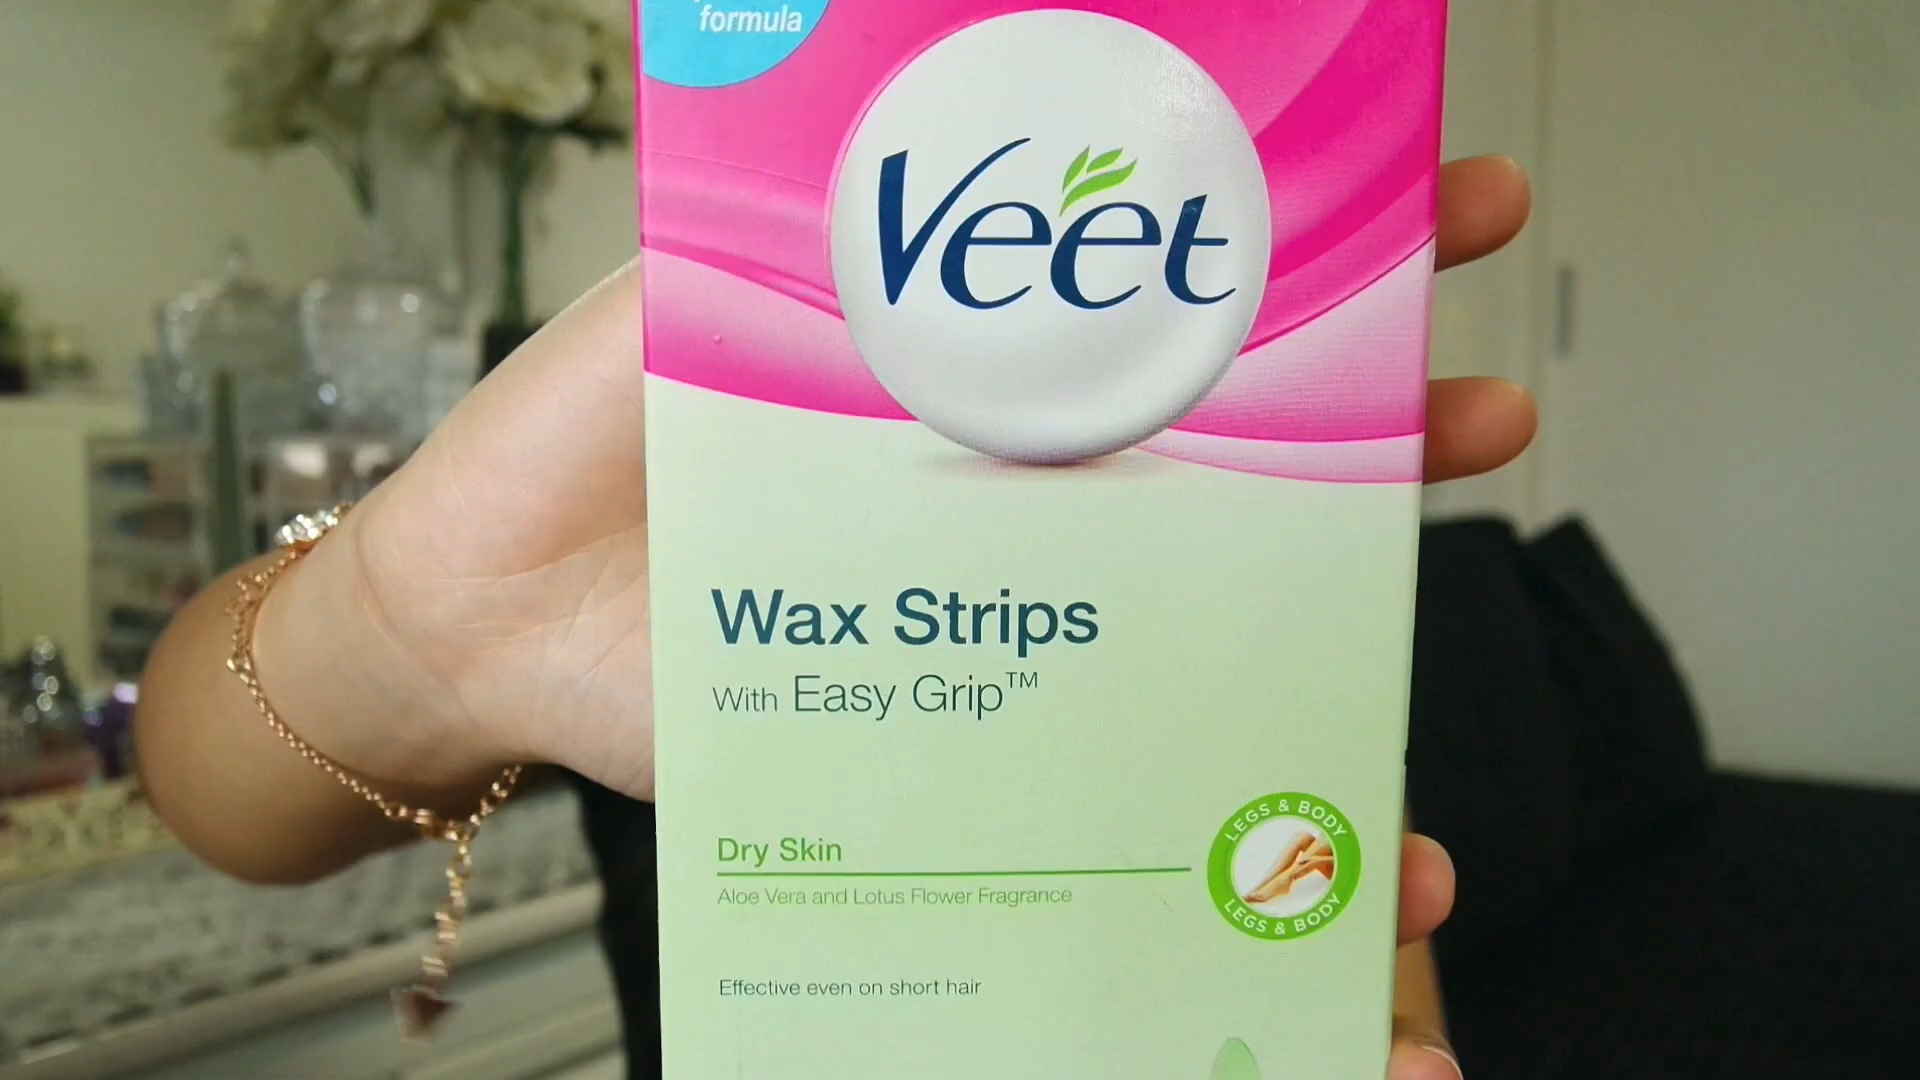 formula
Veet
Wax Strips
With Easy Grip™
Dry Skin
Aloe Vera and Lotus Flower Fragrance
LEGS & BODY
LEGS & BODY
Effective even on short hair